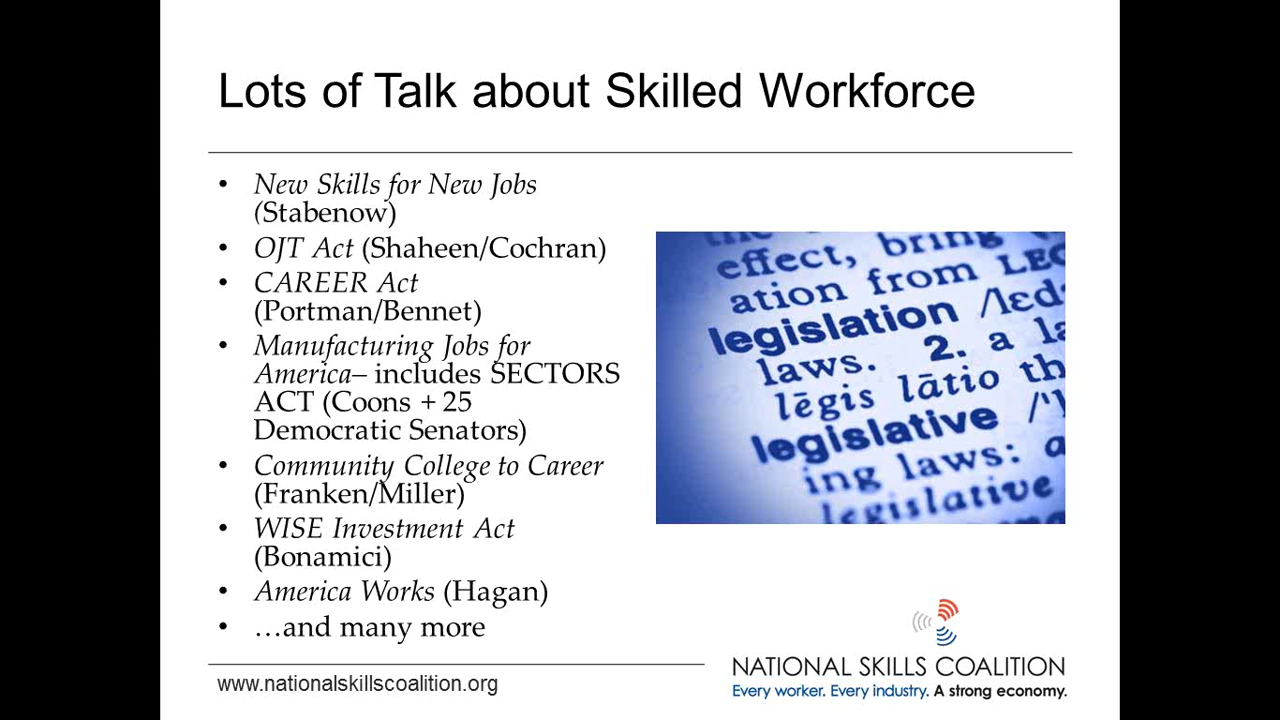 Lots of Talk about Skilled Workforce
• New Skills for New Jobs
(Stabenow)
• OJT Act (Shaheen/Cochran)
• CAREER Act
(Portman/Bennet)
• Manufacturing Jobs for
America– includes SECTORS
ACT (Coons + 25
Democratic Senators)
• Community College to Career
(Franken/Miller)
• WISE Investment Act
(Bonamici)
• America Works (Hagan)
• …and many more
effect, bring
ation from LEG
legislation /lɛd
laws. 2. a la
lēgis lātio th
legislative /'l
ing laws: a
legislative
www.nationalskillscoalition.org
NATIONAL SKILLS COALITION
Every worker. Every industry. A strong economy.